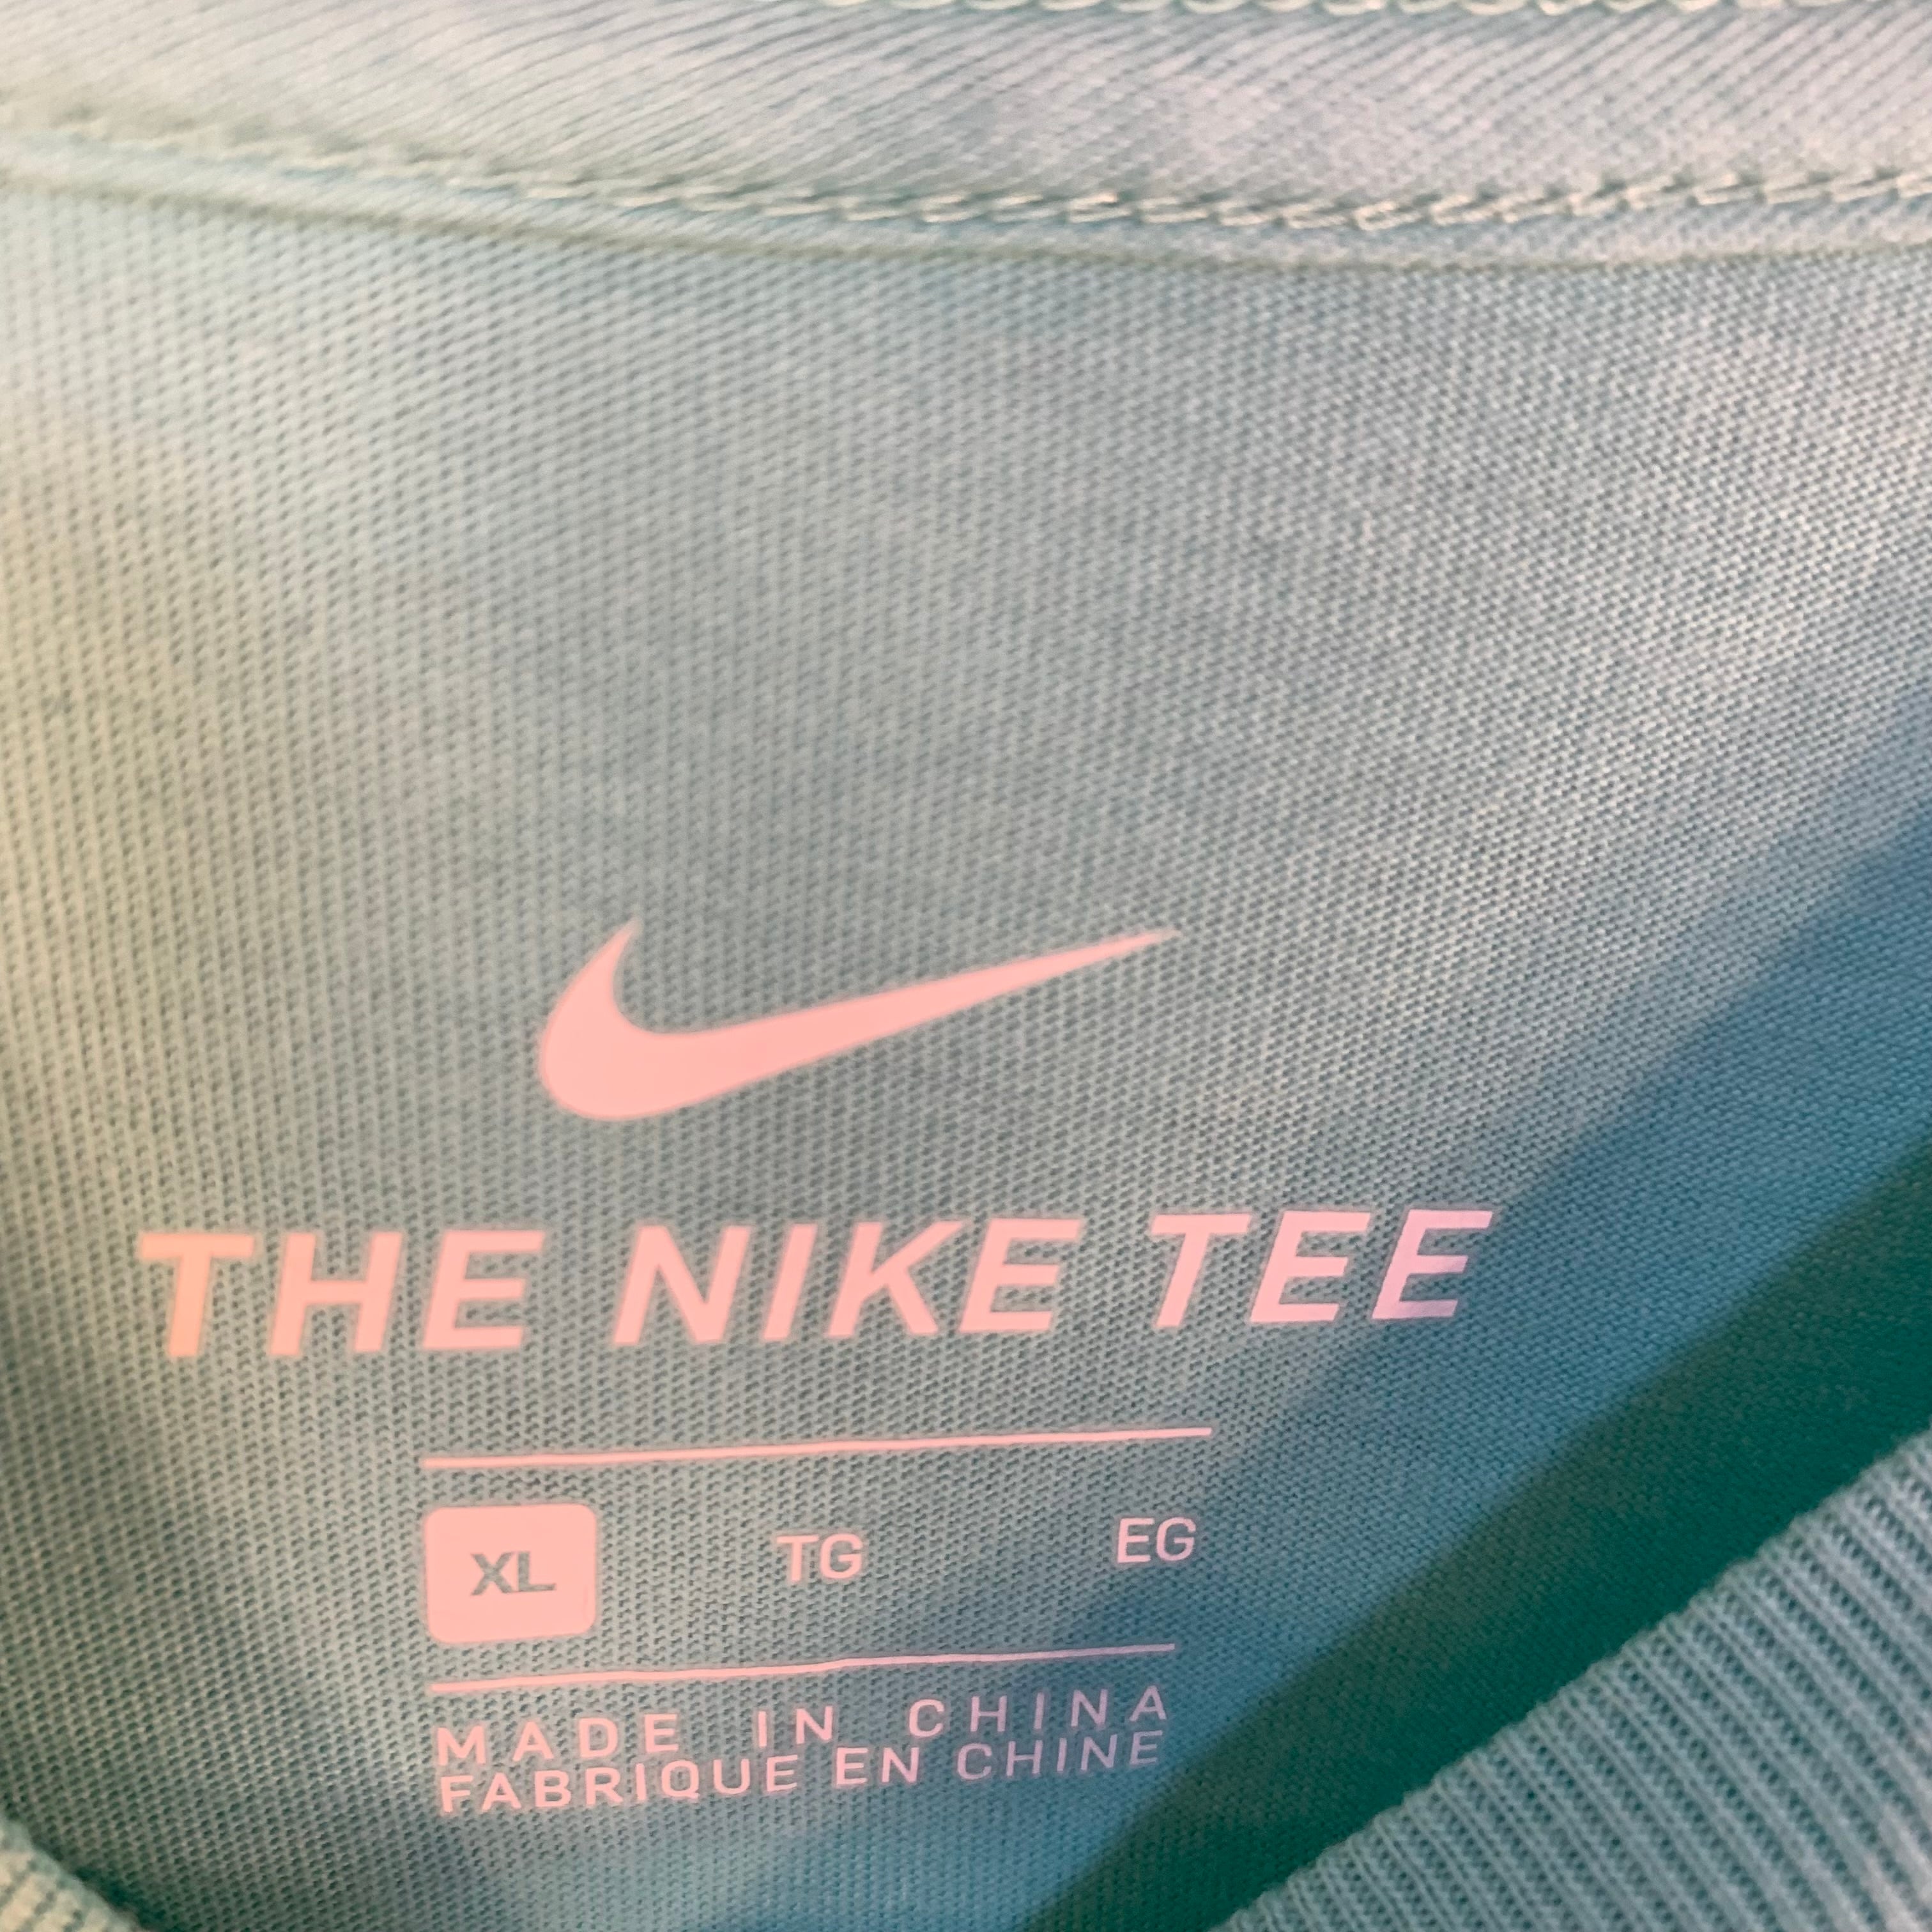 THE NIKE TEE
XL TG EG
MADE IN CHINA
FABRIQUE EN CHINE